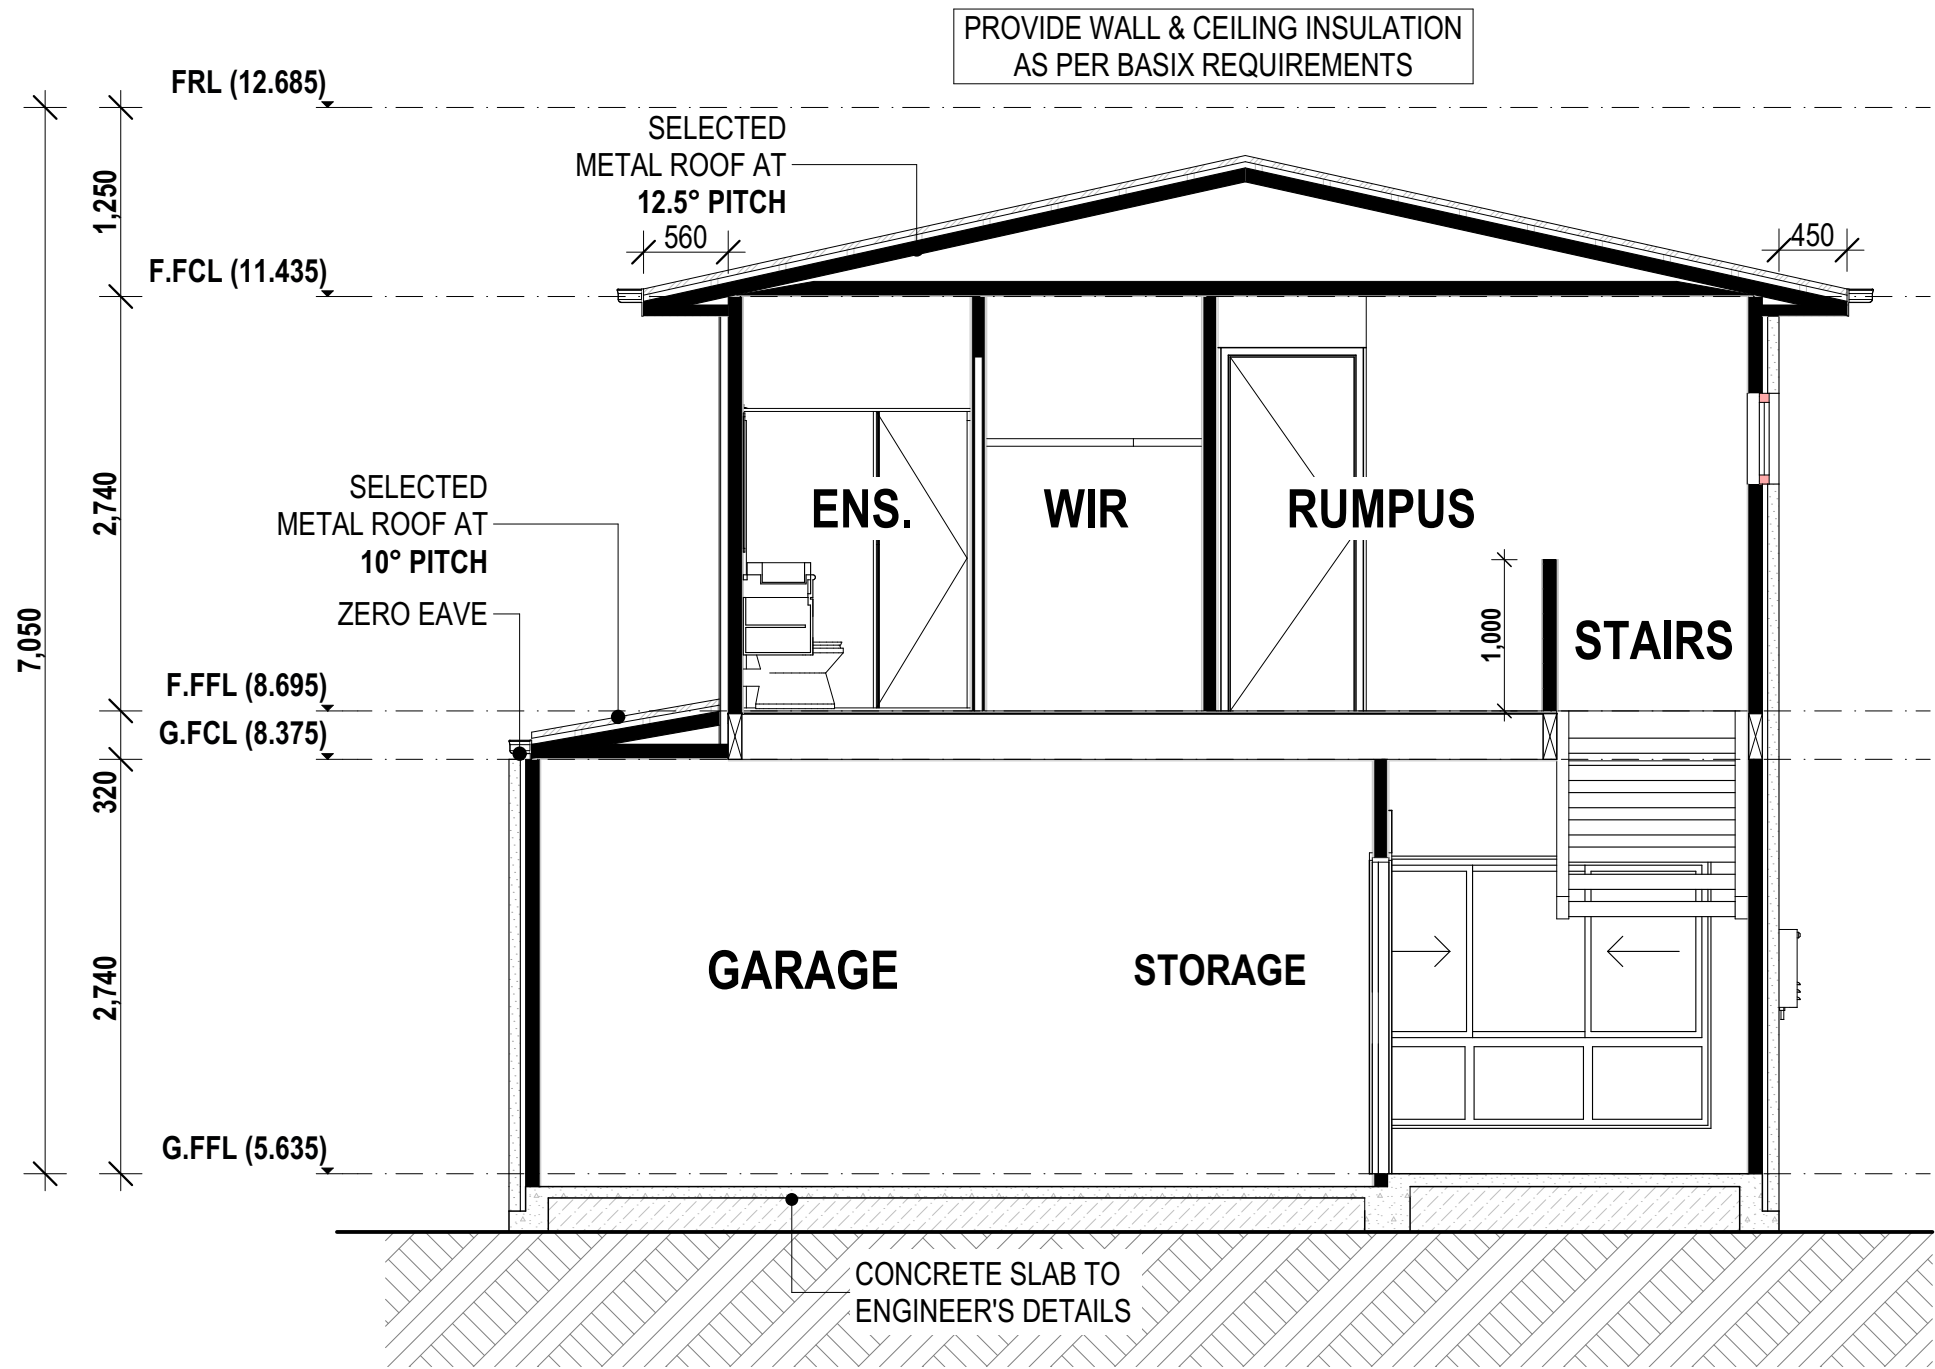 PROVIDE WALL & CEILING INSULATION
AS PER BASIX REQUIREMENTS
FRL (12.685)
SELECTED
METAL ROOF AT
12.5° PITCH
560
450
1,250
F.FCL (11.435)
2,740
SELECTED
METAL ROOF AT
10° PITCH
ZERO EAVE
ENS.
WIR
RUMPUS
1,000
STAIRS
7,050
F.FFL (8.695)
G.FCL (8.375)
320
2,740
GARAGE
STORAGE
G.FFL (5.635)
CONCRETE SLAB TO
ENGINEER'S DETAILS